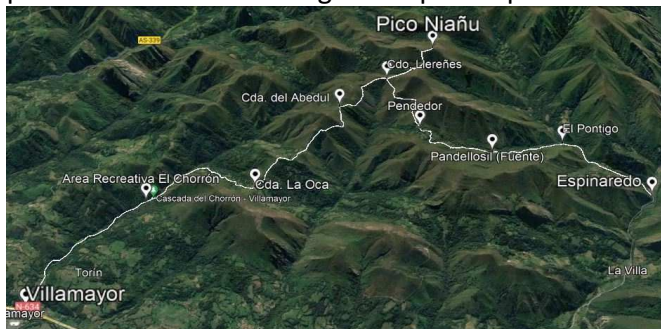 Pico Niañu
AS-339
Cdo. Llereñes
Cda. del Abedul
Pendedor
El Pontigo
Pandellosil (Fuente)
Area Recreativa El Chorrón
Cda. La Oca
Espinaredo
Cascada del Chorrón - Villamayor
Torín
La Villa
Villamayor
N-634
amayor